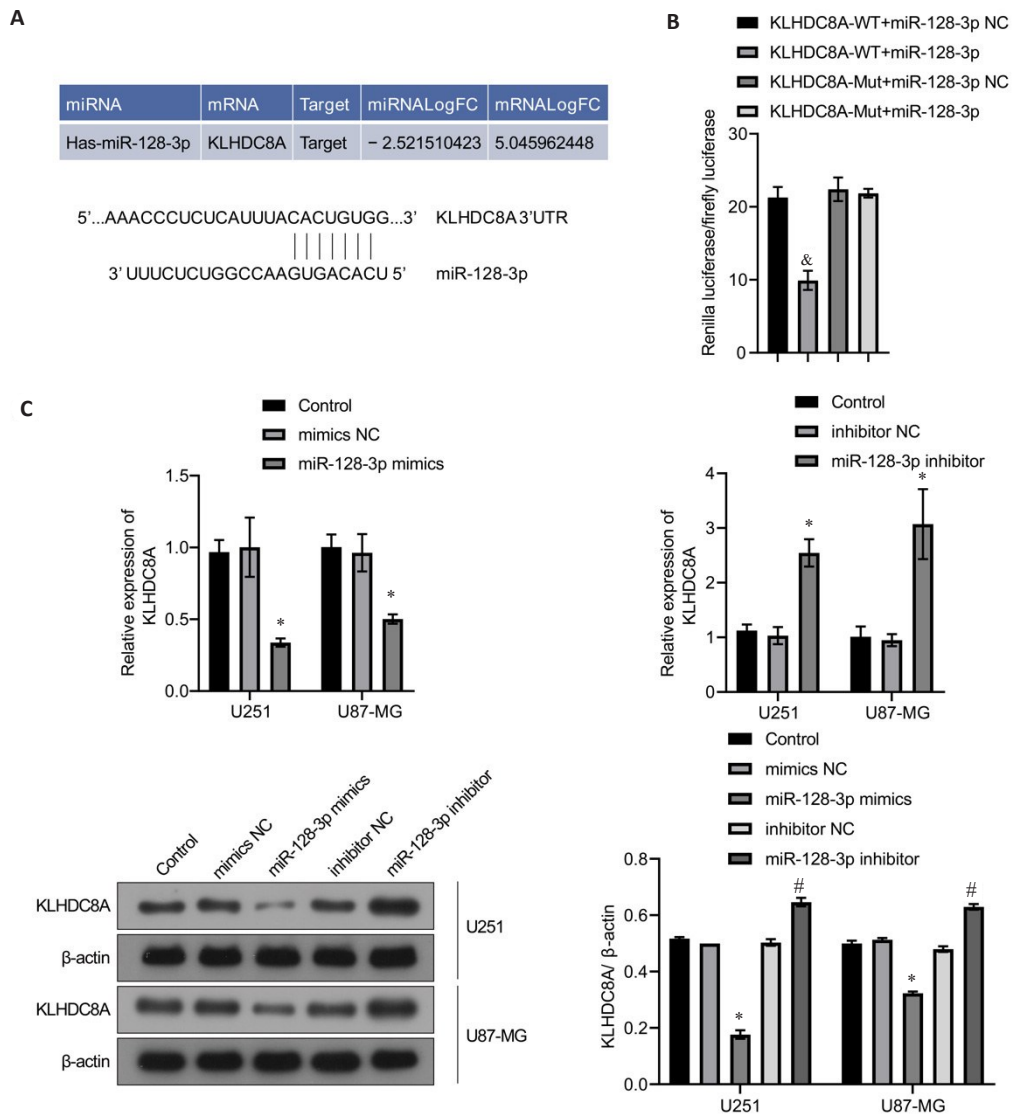 A
miRNA mRNA Target miRNALogFC mRNALogFC
Has-miR-128-3p KLHDC8A Target − 2.521510423 5.045962448
5’...AAACCCUCUCAUUUACACUGUGG...3’ KLHDC8A 3’UTR
3’ UUUCUCUGGCCAAGUGACACU 5’ miR-128-3p
B
KLHDC8A-WT+miR-128-3p NC
KLHDC8A-WT+miR-128-3p
KLHDC8A-Mut+miR-128-3p NC
KLHDC8A-Mut+miR-128-3p
Renilla luciferase/firefly luciferase
30
20
10
0
&
C
Control
mimics NC
miR-128-3p mimics
Relative expression of
KLHDC8A
1.5
1.0
0.5
0.0
*
*
U251 U87-MG
Control
inhibitor NC
miR-128-3p inhibitor
Relative expression of
KLHDC8A
4
3
2
1
0
*
*
U251 U87-MG
Control mimics NC miR-128-3p mimics inhibitor NC miR-128-3p inhibitor
KLHDC8A
β-actin
U251
KLHDC8A
β-actin
U87-MG
Control
mimics NC
miR-128-3p mimics
inhibitor NC
miR-128-3p inhibitor
KLHDC8A/ β-actin
0.8
0.6
0.4
0.2
0.0
*
#
*
#
U251 U87-MG